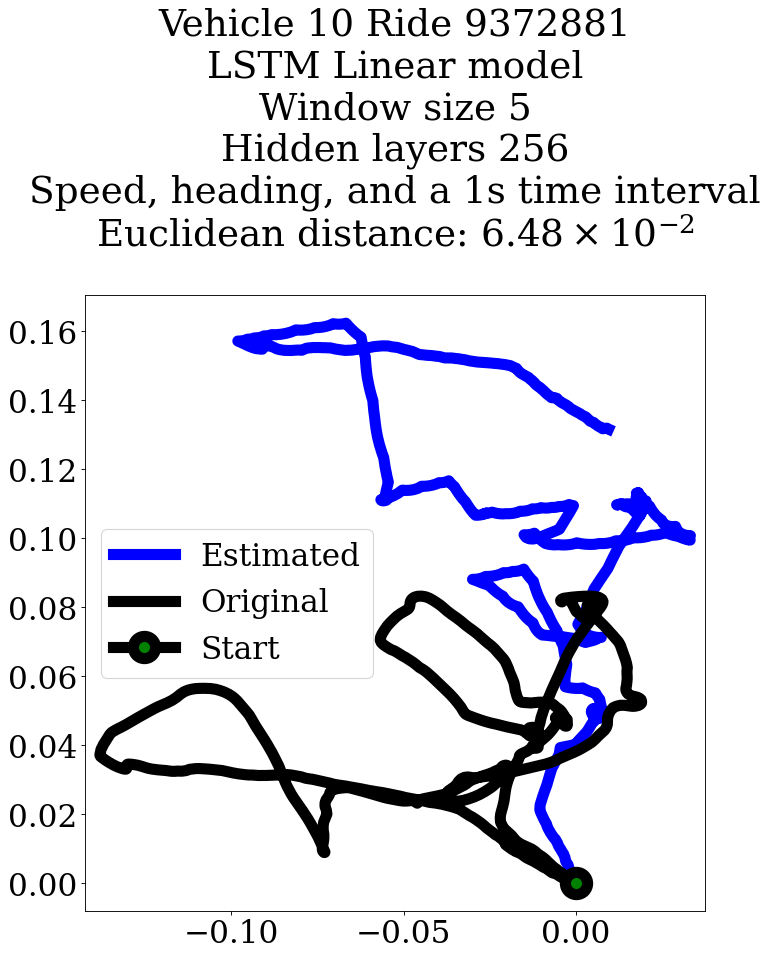 Vehicle 10 Ride 9372881
LSTM Linear model
Window size 5
Hidden layers 256
Speed, heading, and a 1s time interval
Euclidean distance: 6.48 × 10⁻²
0.16
0.14
0.12
0.10
0.08
0.06
0.04
0.02
0.00
Estimated
Original
Start
−0.10 −0.05 0.00